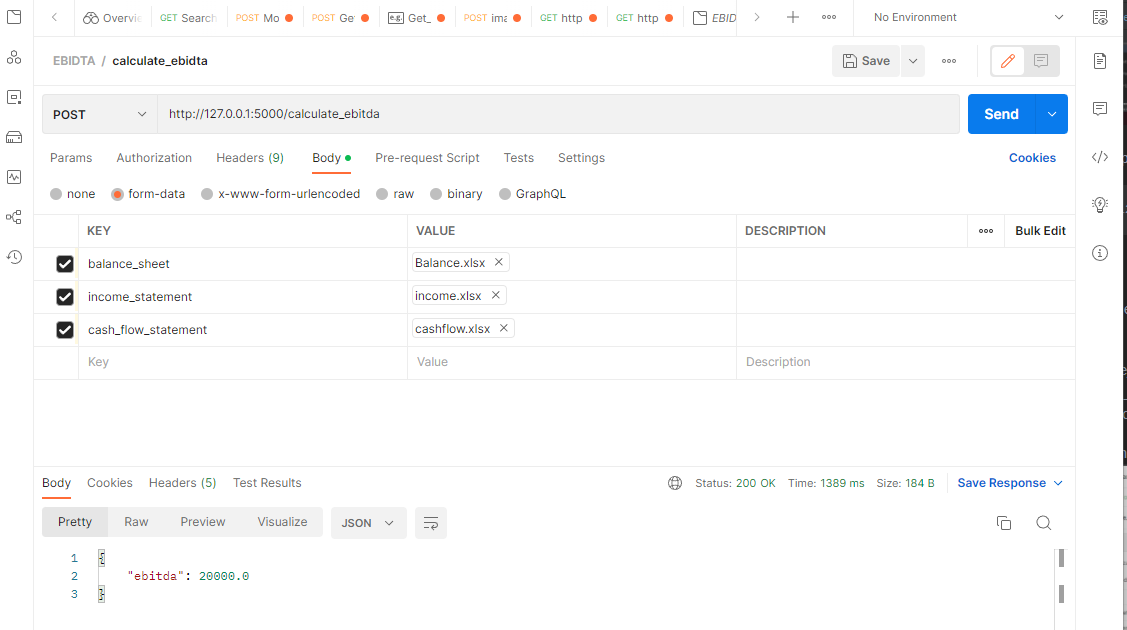 Overvi GET Search POST Mo POST Ge e.g. Get_ POST ima GET http GET http EBID No Environment
EBIDTA / calculate_ebidta Save
POST http://127.0.0.1:5000/calculate_ebitda Send
Params Authorization Headers (9) Body Pre-request Script Tests Settings Cookies
none form-data x-www-form-urlencoded raw binary GraphQL
KEY VALUE DESCRIPTION Bulk Edit
balance_sheet Balance.xlsx
income_statement income.xlsx
cash_flow_statement cashflow.xlsx
Key Value Description
Body Cookies Headers (5) Test Results Status: 200 OK Time: 1389 ms Size: 184 B Save Response
Pretty Raw Preview Visualize JSON
1 {
2 "ebitda": 20000.0
3 }